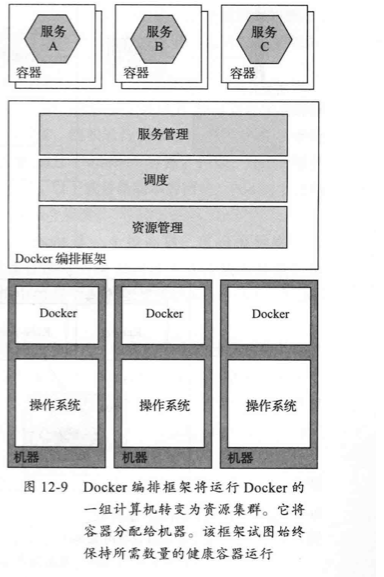 服务
A
服务
B
服务
C
容器
容器
容器
服务管理
调度
资源管理
Docker 编排框架
Docker
Docker
Docker
操作系统
操作系统
操作系统
机器
机器
机器
图 12-9 Docker 编排框架将运行 Docker 的
一组计算机转变为资源集群。它将
容器分配给机器。该框架试图始终
保持所需数量的健康容器运行